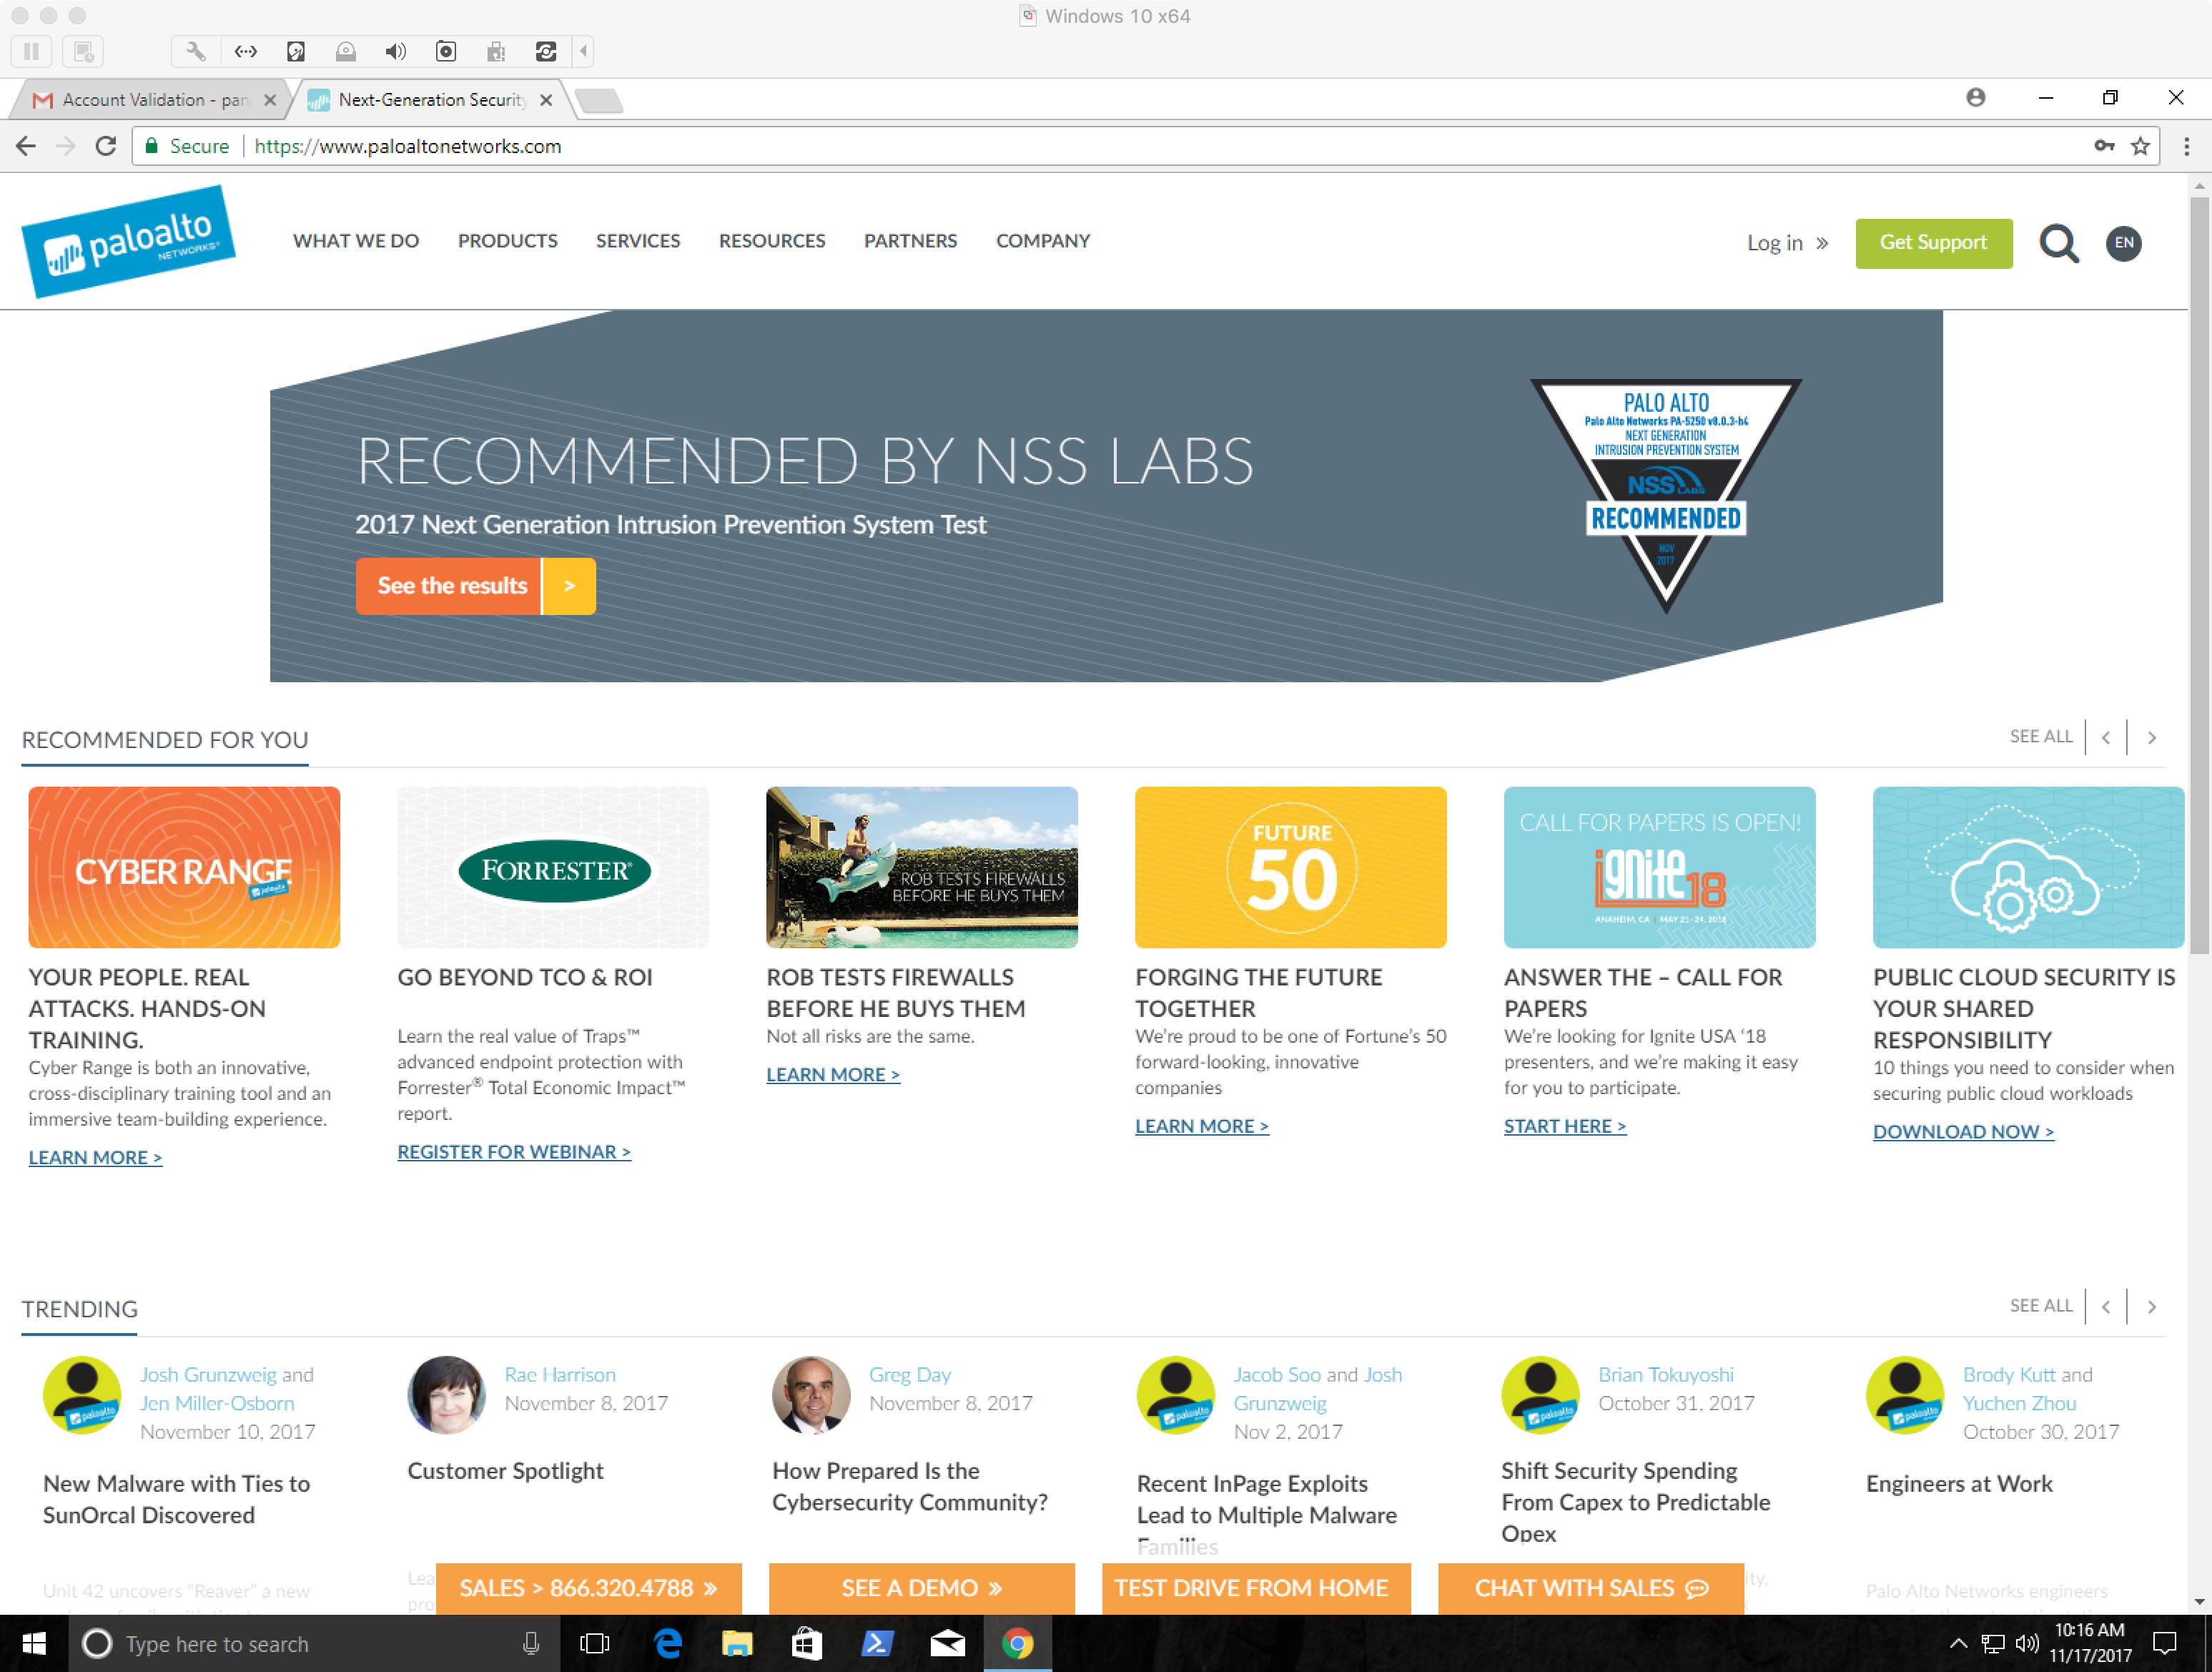 Windows 10 x64
Account Validation - pan
Next-Generation Security
Secure
https://www.paloaltonetworks.com
paloalto
NETWORKS®
WHAT WE DO
PRODUCTS
SERVICES
RESOURCES
PARTNERS
COMPANY
Log in »
Get Support
EN
RECOMMENDED BY NSS LABS
2017 Next Generation Intrusion Prevention System Test
See the results >
PALO ALTO
Palo Alto Networks PA-5250 v8.0.3-h4
NEXT GENERATION
INTRUSION PREVENTION SYSTEM
NSS LABS
RECOMMENDED
NOV
2017
RECOMMENDED FOR YOU
SEE ALL < >
CYBER RANGE
paloalto
YOUR PEOPLE. REAL
ATTACKS. HANDS-ON
TRAINING.
Cyber Range is both an innovative,
cross-disciplinary training tool and an
immersive team-building experience.
LEARN MORE >
FORRESTER®
GO BEYOND TCO & ROI
Learn the real value of Traps™
advanced endpoint protection with
Forrester® Total Economic Impact™
report.
REGISTER FOR WEBINAR >
ROB TESTS FIREWALLS
BEFORE HE BUYS THEM
ROB TESTS FIREWALLS
BEFORE HE BUYS THEM
Not all risks are the same.
LEARN MORE >
FUTURE
50
FORGING THE FUTURE
TOGETHER
We're proud to be one of Fortune's 50
forward-looking, innovative
companies
LEARN MORE >
CALL FOR PAPERS IS OPEN!
ignite18
ANAHEIM, CA | MAY 21-24, 2018
ANSWER THE – CALL FOR
PAPERS
We're looking for Ignite USA ‘18
presenters, and we're making it easy
for you to participate.
START HERE >
PUBLIC CLOUD SECURITY IS
YOUR SHARED
RESPONSIBILITY
10 things you need to consider when
securing public cloud workloads
DOWNLOAD NOW >
TRENDING
SEE ALL < >
paloalto
Josh Grunzweig and
Jen Miller-Osborn
November 10, 2017
New Malware with Ties to
SunOrcal Discovered
Unit 42 uncovers “Reaver” a new
Rae Harrison
November 8, 2017
Customer Spotlight
Lea
pro
Greg Day
November 8, 2017
How Prepared Is the
Cybersecurity Community?
paloalto
Jacob Soo and Josh
Grunzweig
Nov 2, 2017
Recent InPage Exploits
Lead to Multiple Malware
Families
paloalto
Brian Tokuyoshi
October 31, 2017
Shift Security Spending
From Capex to Predictable
Opex
ity,
paloalto
Brody Kutt and
Yuchen Zhou
October 30, 2017
Engineers at Work
Palo Alto Networks engineers
SALES > 866.320.4788 »
SEE A DEMO »
TEST DRIVE FROM HOME
CHAT WITH SALES
Type here to search
10:16 AM
11/17/2017